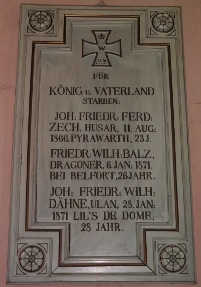 W
FÜR
KÖNIG u. VATERLAND
STARBEN:
JOH. FRIEDR. FERD:
ZECH, HUSAR, 11. AUG:
1866, PYRAWARTH, 23 J.
FRIEDR. WILH: BALZ,
DRAGONER, 6. JAN: 1871.
BEI BELFORT, 26 JAHR.
JOH: FRIEDR: WILH:
DÄHNE, ULAN, 28. JAN:
1871 LIL'S DE DOME,
28 JAHR.